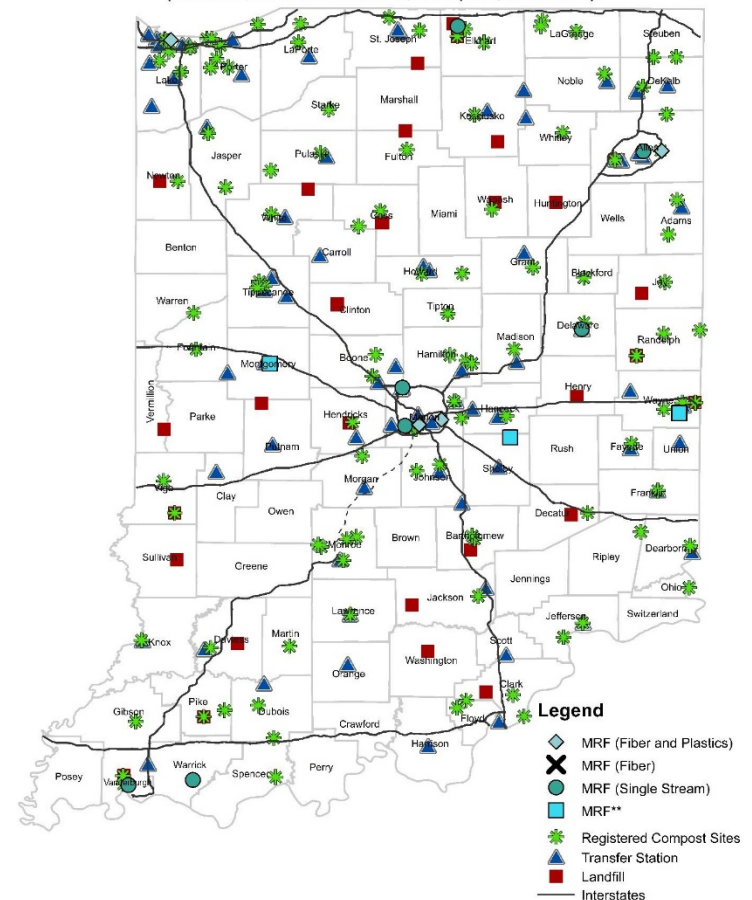 LaPorte
St. Joseph
Elkhart
LaGrange
Steuben
Lake
Porter
Noble
DeKalb
Starke
Marshall
Kosciusko
Whitley
Allen
Jasper
Pulaski
Fulton
Newton
Wabash
Huntington
White
Cass
Miami
Wells
Adams
Benton
Carroll
Howard
Grant
Blackford
Jay
Tippecanoe
Clinton
Warren
Tipton
Madison
Delaware
Randolph
Fountain
Montgomery
Boone
Hamilton
Henry
Wayne
Vermillion
Parke
Hendricks
Marion
Hancock
Putnam
Rush
Fayette
Union
Vigo
Clay
Morgan
Johnson
Shelby
Owen
Franklin
Decatur
Sullivan
Greene
Monroe
Brown
Bartholomew
Ripley
Dearborn
Jennings
Ohio
Jackson
Lawrence
Jefferson
Switzerland
Knox
Daviess
Martin
Washington
Scott
Orange
Clark
Gibson
Pike
Dubois
Crawford
Floyd
Harrison
Posey
Vanderburgh
Warrick
Spencer
Perry
Legend
MRF (Fiber and Plastics)
MRF (Fiber)
MRF (Single Stream)
MRF**
Registered Compost Sites
Transfer Station
Landfill
Interstates